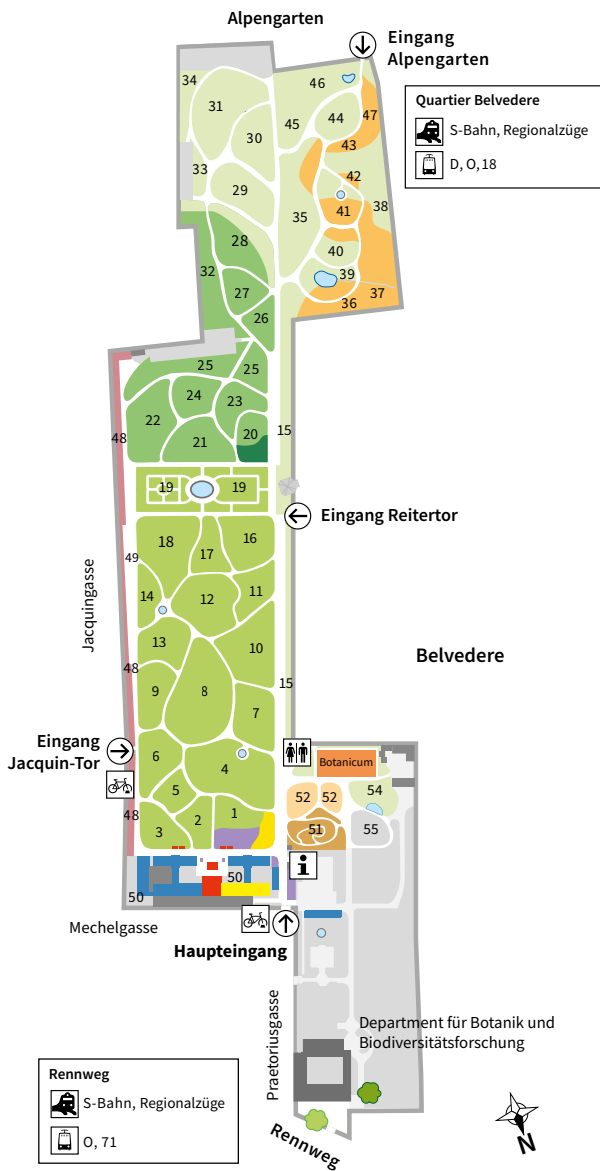 Alpengarten
Eingang
Alpengarten
Quartier Belvedere
S-Bahn, Regionalzüge
D, O, 18
34
46
31
44
47
45
30
43
33
42
29
41
38
35
28
40
32
39
27
37
36
26
25
25
24
23
22
20
15
48
21
19
19
Eingang Reitertor
18
16
17
49
14
11
12
Jacquingasse
13
10
Belvedere
48
9
8
15
7
Eingang
Jacquin-Tor
6
4
Botanicum
5
52
52
54
48
3
2
1
51
55
i
50
50
Mechelgasse
Haupteingang
Praetoriusgasse
Department für Botanik und
Biodiversitätsforschung
Rennweg
S-Bahn, Regionalzüge
O, 71
Rennweg
N